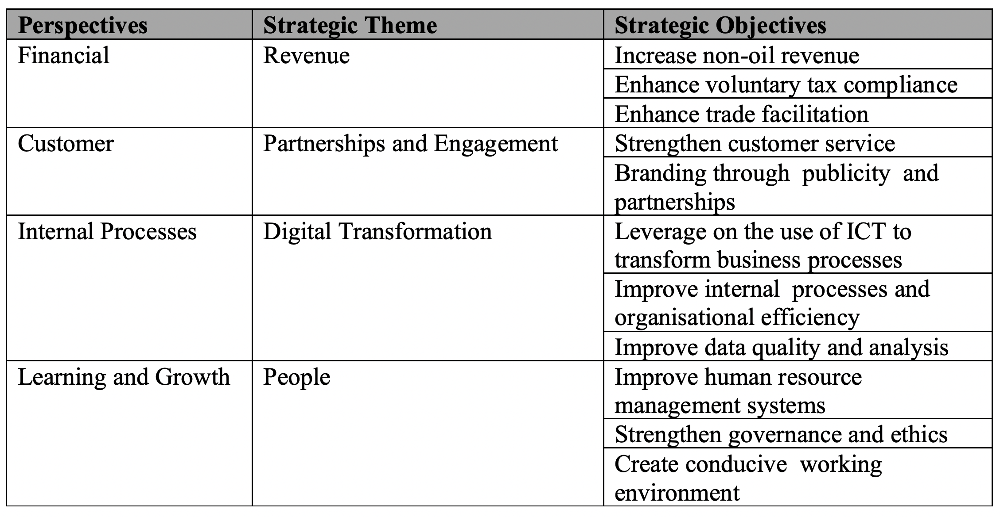 Perspectives Strategic Theme Strategic Objectives
Financial Revenue Increase non-oil revenue
Enhance voluntary tax compliance
Enhance trade facilitation
Customer Partnerships and Engagement Strengthen customer service
Branding through publicity and
partnerships
Internal Processes Digital Transformation Leverage on the use of ICT to
transform business processes
Improve internal processes and
organisational efficiency
Improve data quality and analysis
Learning and Growth People Improve human resource
management systems
Strengthen governance and ethics
Create conducive working
environment